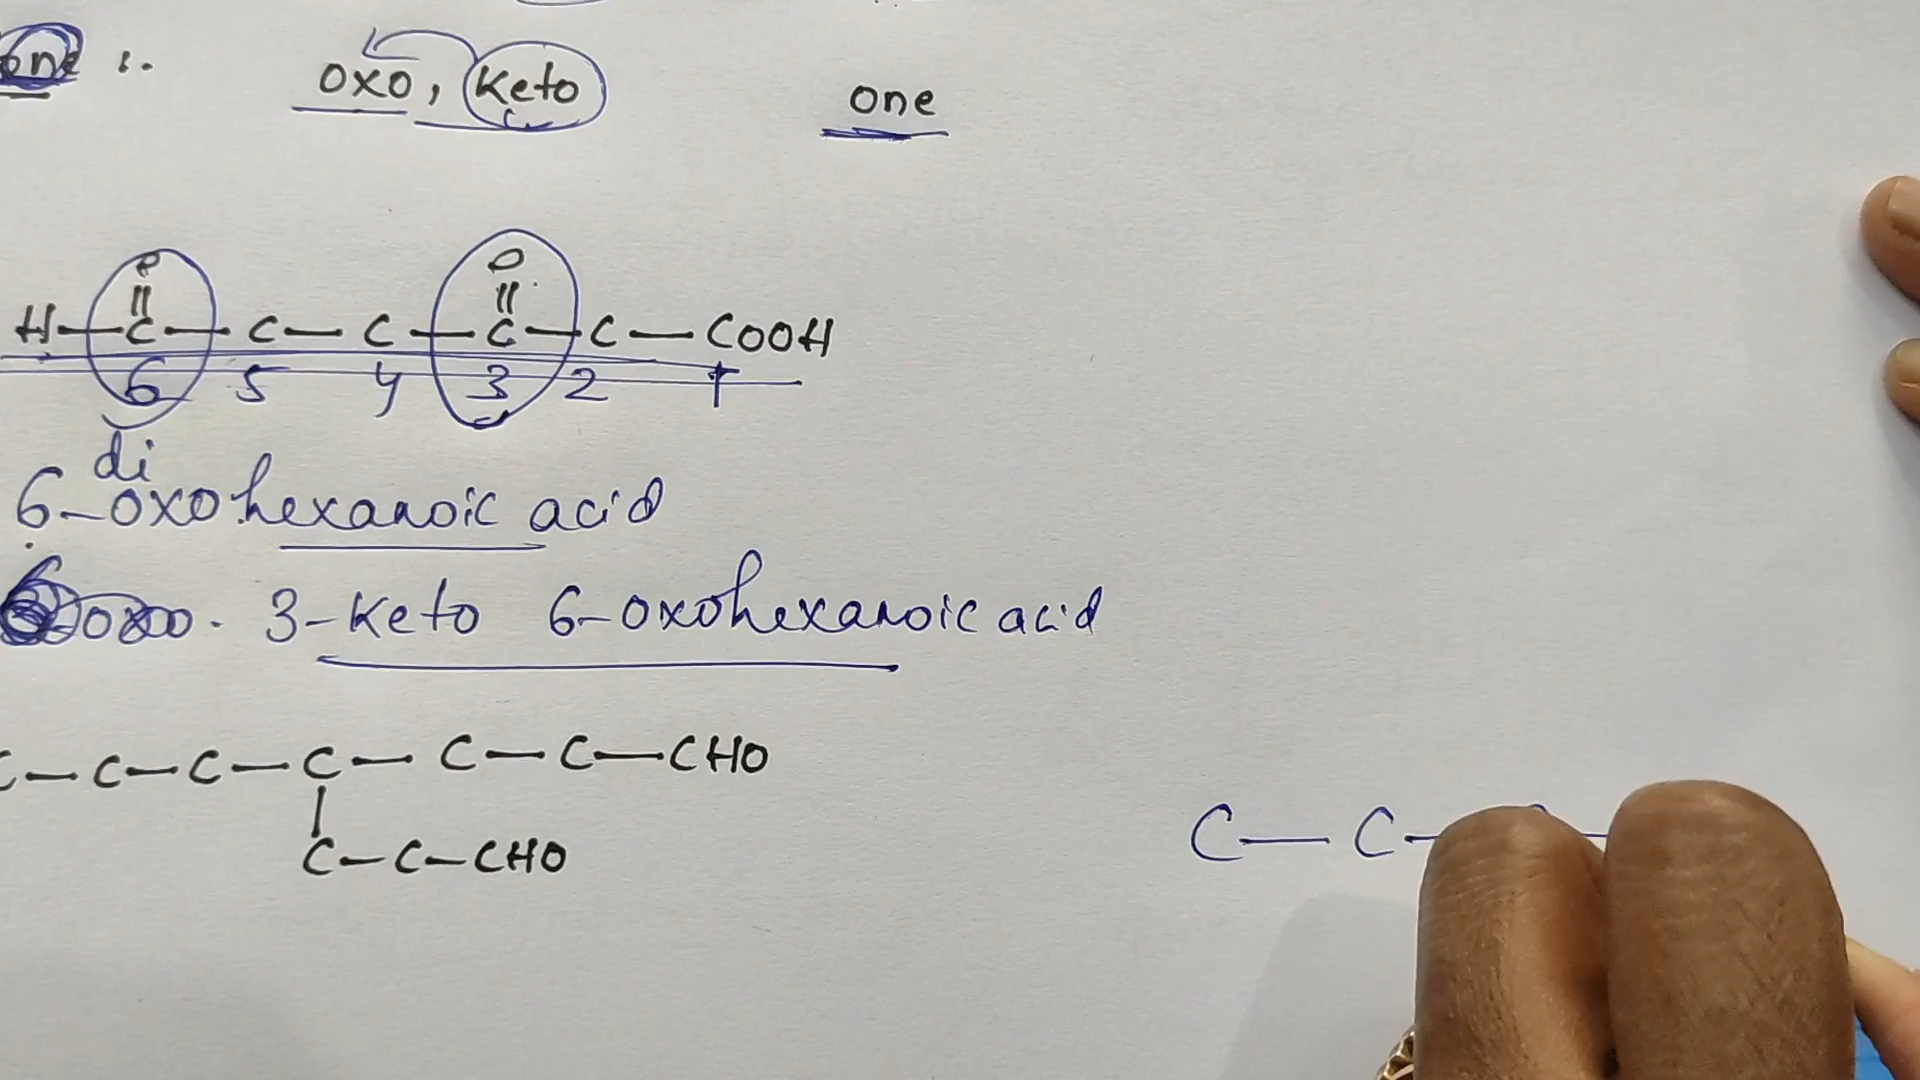 one :. oxo, keto one
O O
|| ||
H—C—C—C—C—C—COOH
6 5 4 3 2 1
di
6-oxohexanoic acid
3-keto 6-oxohexanoic acid
C—C—C—C—C—C—CHO
|
C—C—CHO
C—C—